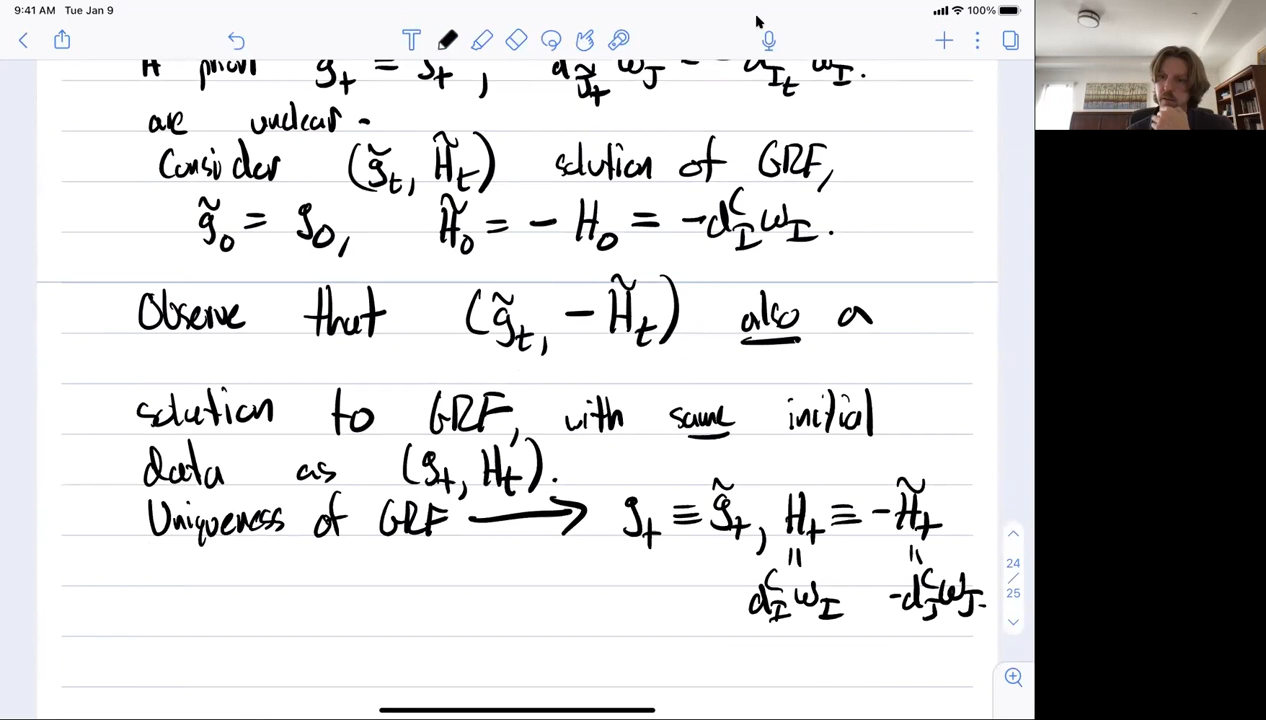 9:41 AM Tue Jan 9
100%
T
A priori
are unclear.
Consider (g̃_t, H̃_t) solution of GRF,
g̃_0 = g_0, H̃_0 = - H_0 = -d^c_I ω_I.
Observe that (g̃_t, -H̃_t) also a
solution to GRF, with same initial
data as (g_t, H_t).
Uniqueness of GRF ⟶ g_t ≡ g̃_t, H_t ≡ -H̃_t
d^c_I ω_I -d^c_J ω_J.
24
25